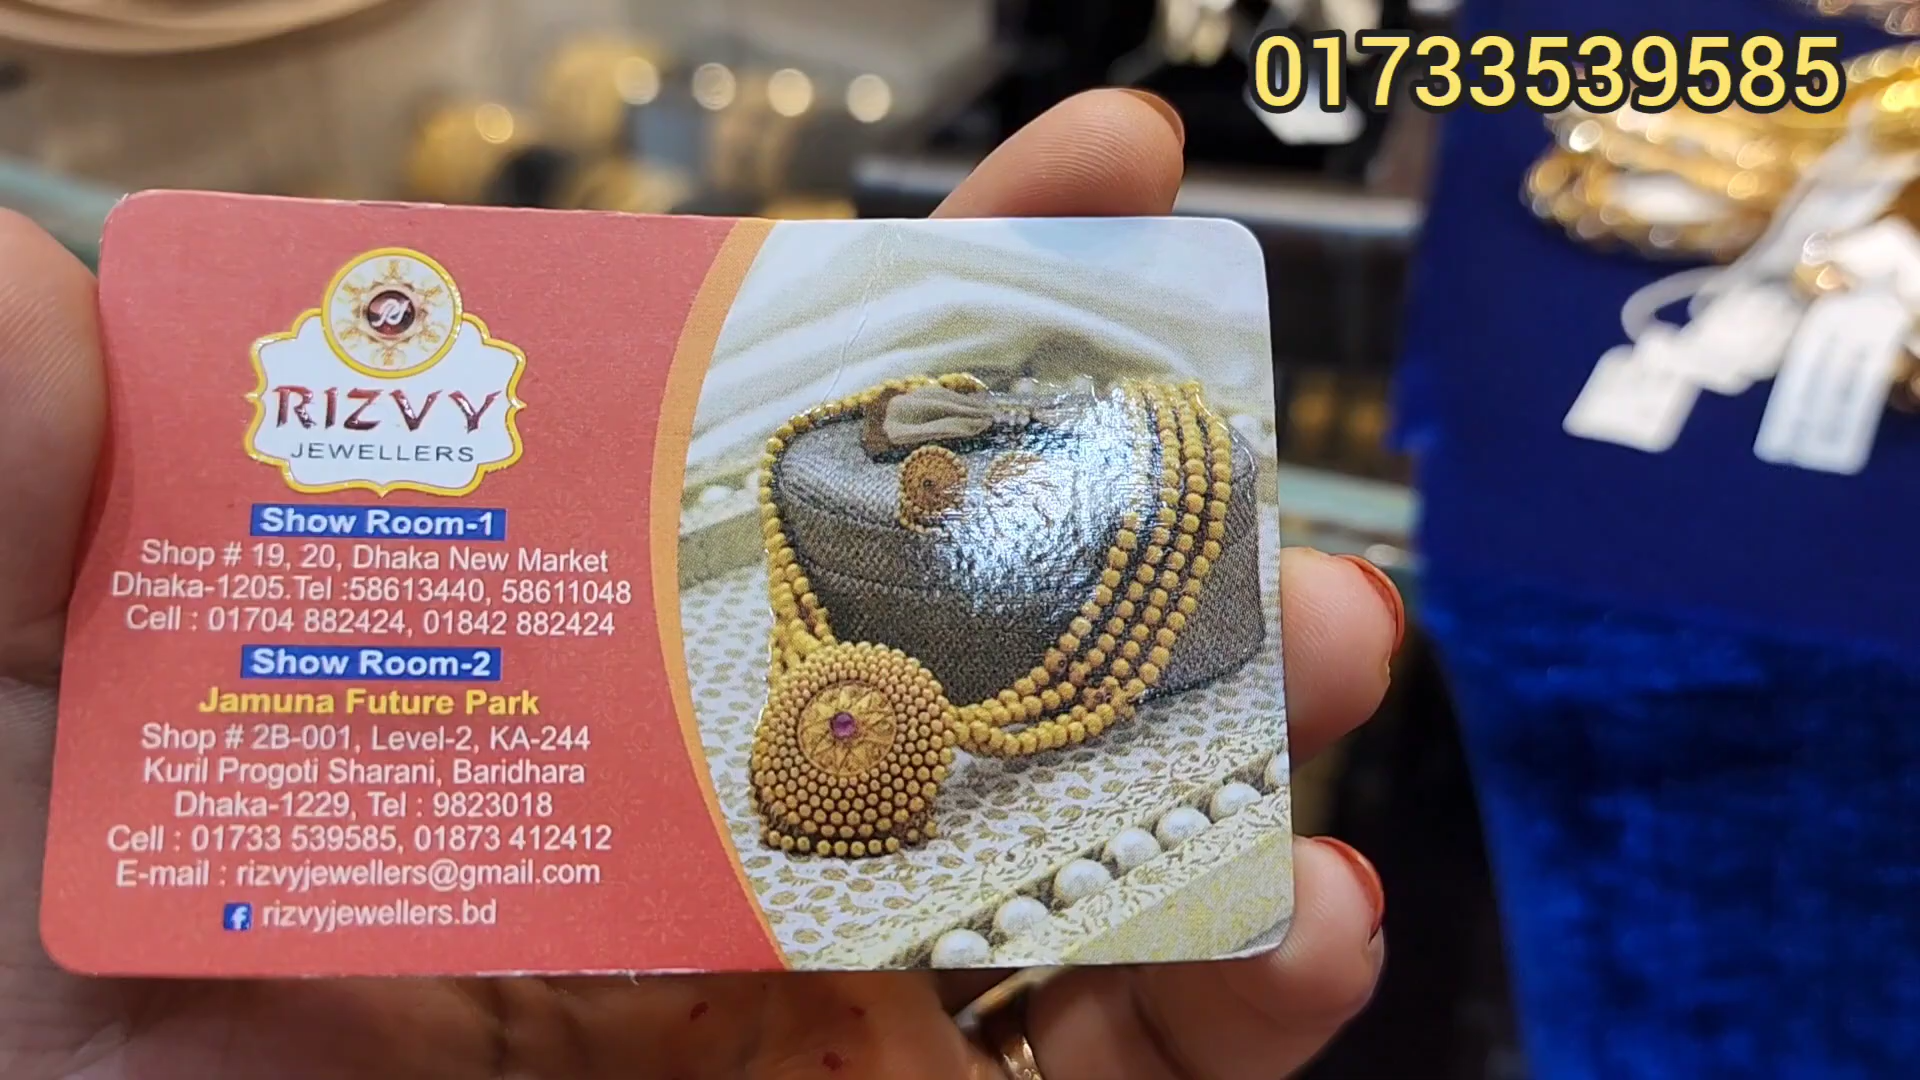 01733539585
RIZVY
JEWELLERS
Show Room-1
Shop # 19, 20, Dhaka New Market
Dhaka-1205.Tel :58613440, 58611048
Cell : 01704 882424, 01842 882424
Show Room-2
Jamuna Future Park
Shop # 2B-001, Level-2, KA-244
Kuril Progoti Sharani, Baridhara
Dhaka-1229, Tel : 9823018
Cell : 01733 539585, 01873 412412
E-mail : rizvyjewellers@gmail.com
f rizvyjewellers.bd